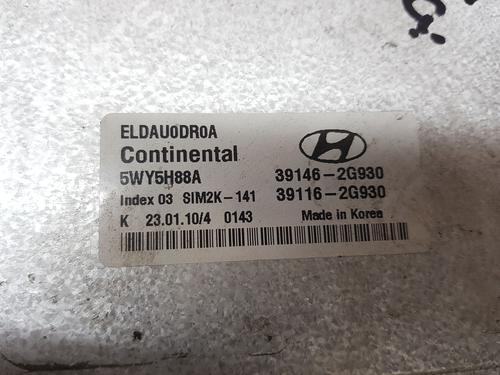 ELDAU0DR0A
Continental
5WY5H88A 39146-2G930
Index 03 SIM2K-141 39116-2G930
K 23.01.10/4 0143 Made in Korea